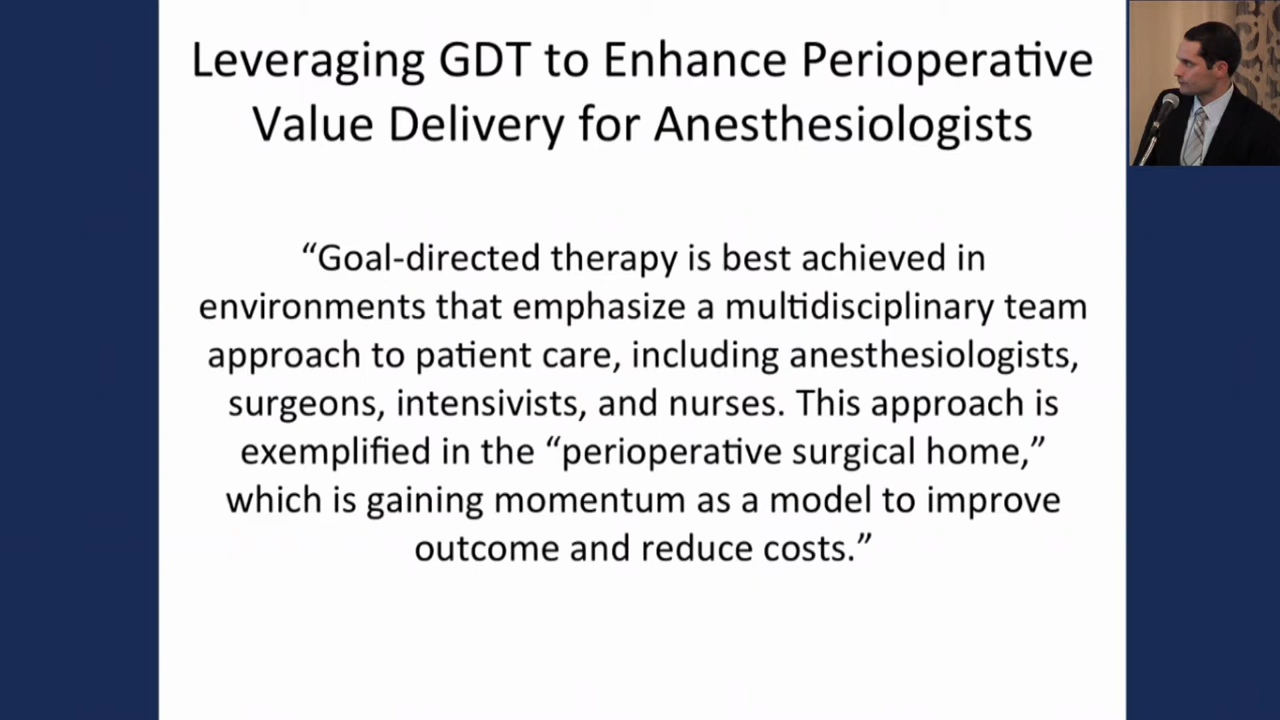 Leveraging GDT to Enhance Perioperative
Value Delivery for Anesthesiologists
“Goal-directed therapy is best achieved in
environments that emphasize a multidisciplinary team
approach to patient care, including anesthesiologists,
surgeons, intensivists, and nurses. This approach is
exemplified in the “perioperative surgical home,”
which is gaining momentum as a model to improve
outcome and reduce costs.”